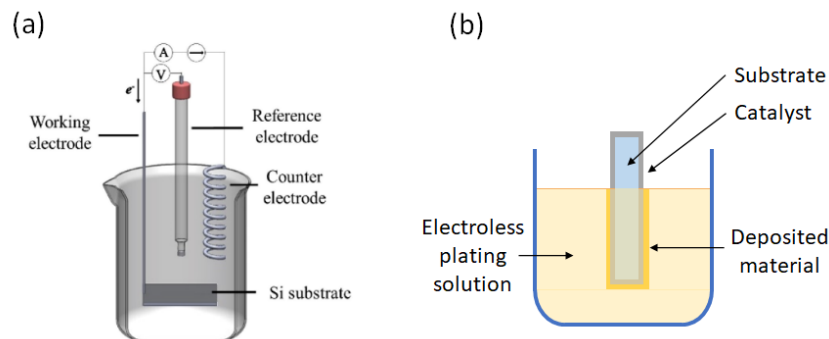 (a)
A
V
e⁻
Working
electrode
Reference
electrode
Counter
electrode
Si substrate
(b)
Substrate
Catalyst
Electroless
plating
solution
Deposited
material